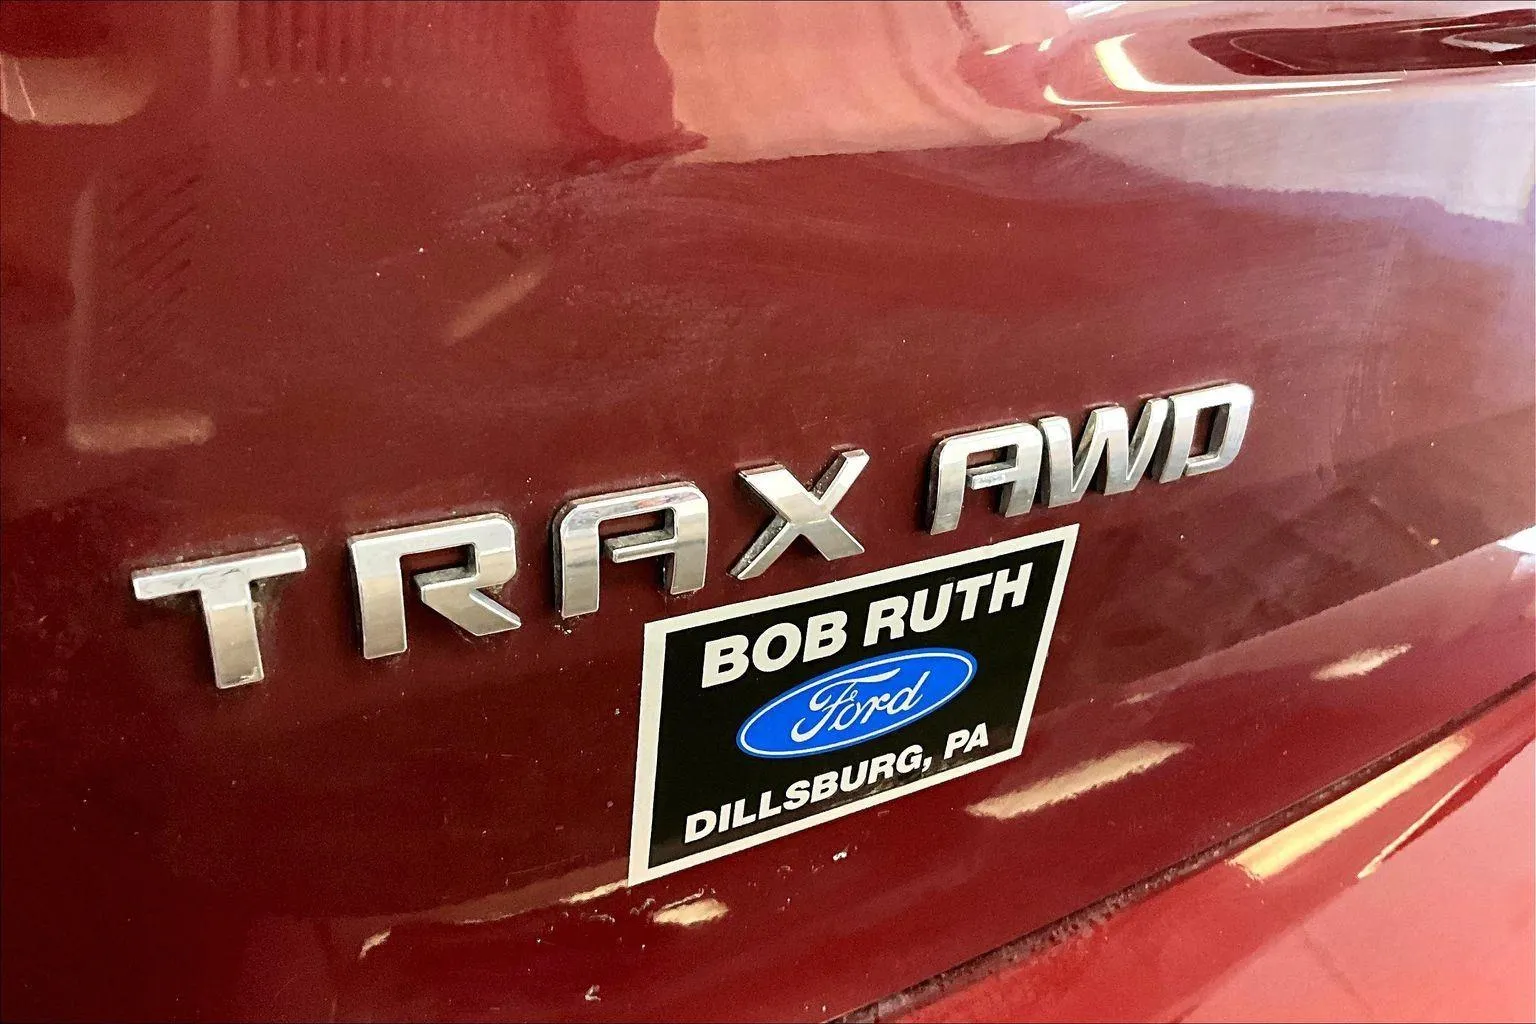 TRAX AWD
BOB RUTH
Ford
DILLSBURG, PA